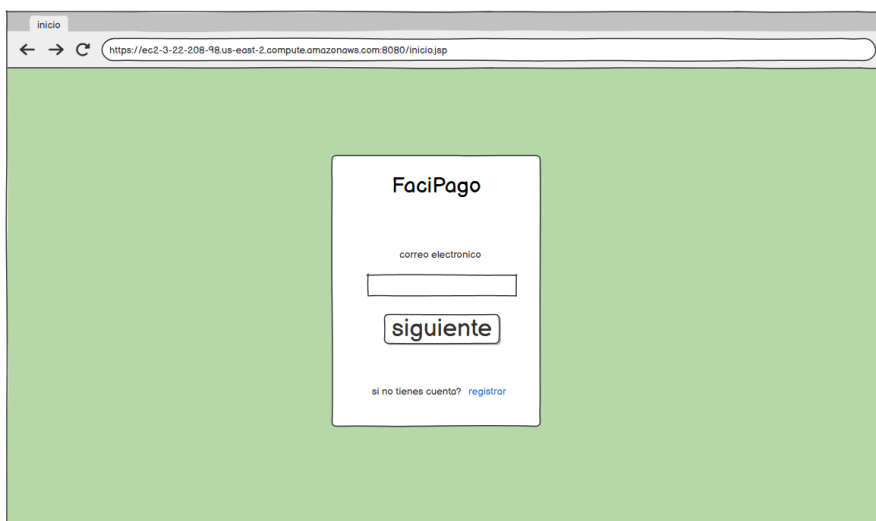 inicio
https://ec2-3-22-208-98.us-east-2.compute.amazonaws.com:8080/inicio.jsp
FaciPago
correo electronico
siguiente
si no tienes cuenta? registrar